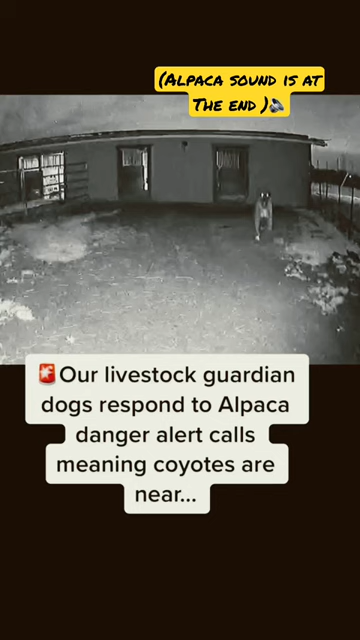 (Alpaca sound is at
The end )🔊
🚨Our livestock guardian
dogs respond to Alpaca
danger alert calls
meaning coyotes are
near...